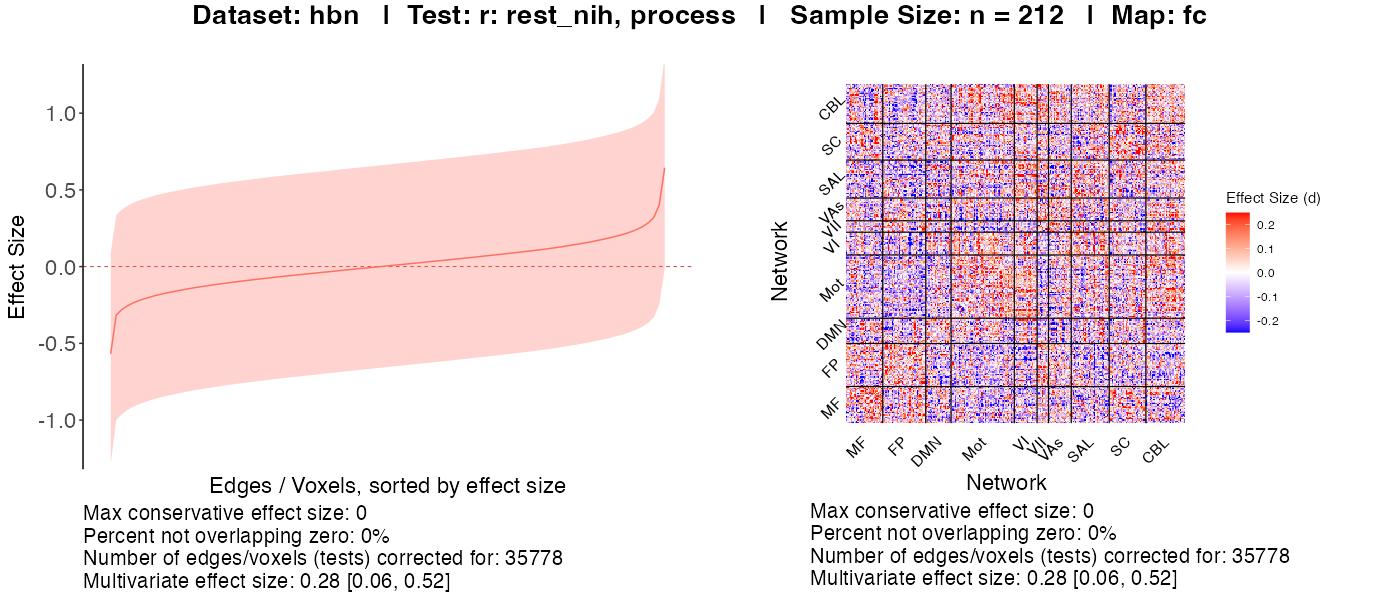 Dataset: hbn | Test: r: rest_nih, process | Sample Size: n = 212 | Map: fc
Effect Size
1.0
0.5
0.0
-0.5
-1.0
Edges / Voxels, sorted by effect size
Max conservative effect size: 0
Percent not overlapping zero: 0%
Number of edges/voxels (tests) corrected for: 35778
Multivariate effect size: 0.28 [0.06, 0.52]
Network
CBL
SC
SAL
VAs
VII
VI
Mot
DMN
FP
MF
MF
FP
DMN
Mot
VI
VII
VAs
SAL
SC
CBL
Network
Effect Size (d)
0.2
0.1
0.0
-0.1
-0.2
Max conservative effect size: 0
Percent not overlapping zero: 0%
Number of edges/voxels (tests) corrected for: 35778
Multivariate effect size: 0.28 [0.06, 0.52]